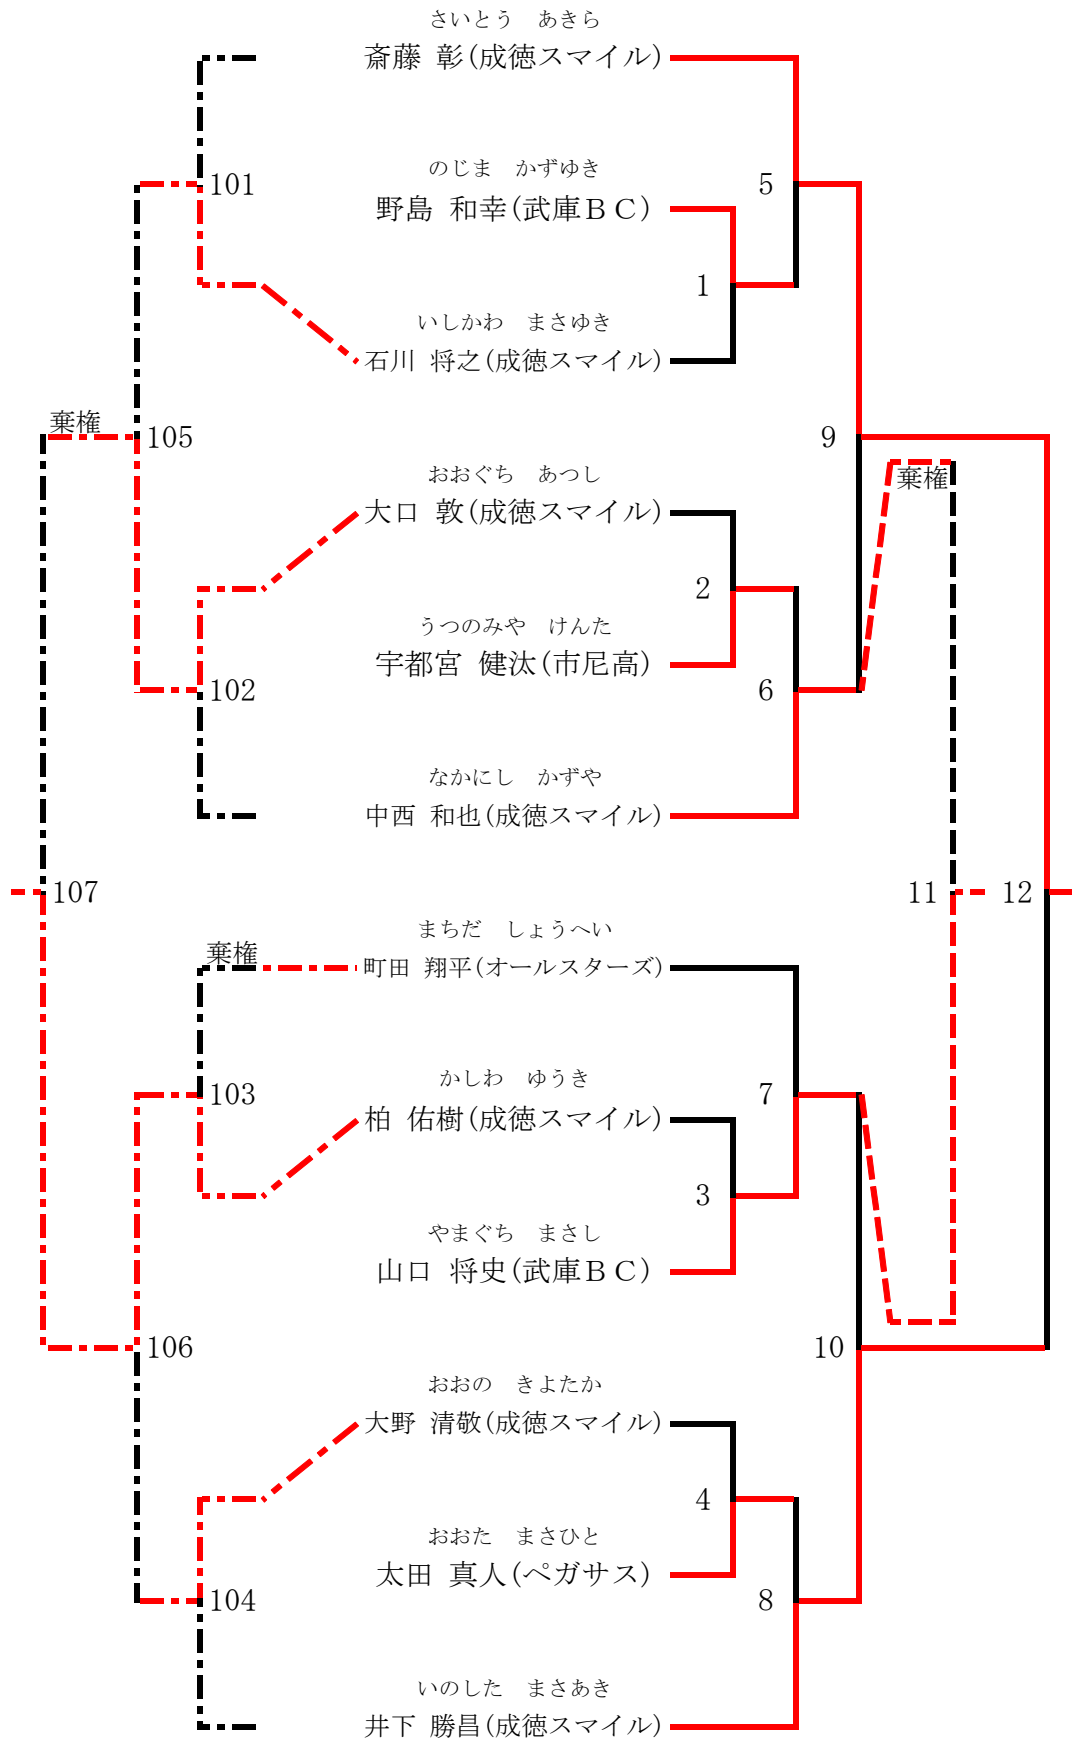 さいとう　あきら
斎藤 彰(成徳スマイル)
のじま　かずゆき
101
5
野島 和幸(武庫ＢＣ)
1
いしかわ　まさゆき
石川 将之(成徳スマイル)
棄権
105
9
おおぐち　あつし
棄権
大口 敦(成徳スマイル)
2
うつのみや　けんた
宇都宮 健汰(市尼高)
102
6
なかにし　かずや
中西 和也(成徳スマイル)
107
11
12
まちだ　しょうへい
棄権
町田 翔平(オールスターズ)
かしわ　ゆうき
103
7
柏 佑樹(成徳スマイル)
3
やまぐち　まさし
山口 将史(武庫ＢＣ)
106
10
おおの　きよたか
大野 清敬(成徳スマイル)
4
おおた　まさひと
太田 真人(ペガサス)
104
8
いのした　まさあき
井下 勝昌(成徳スマイル)